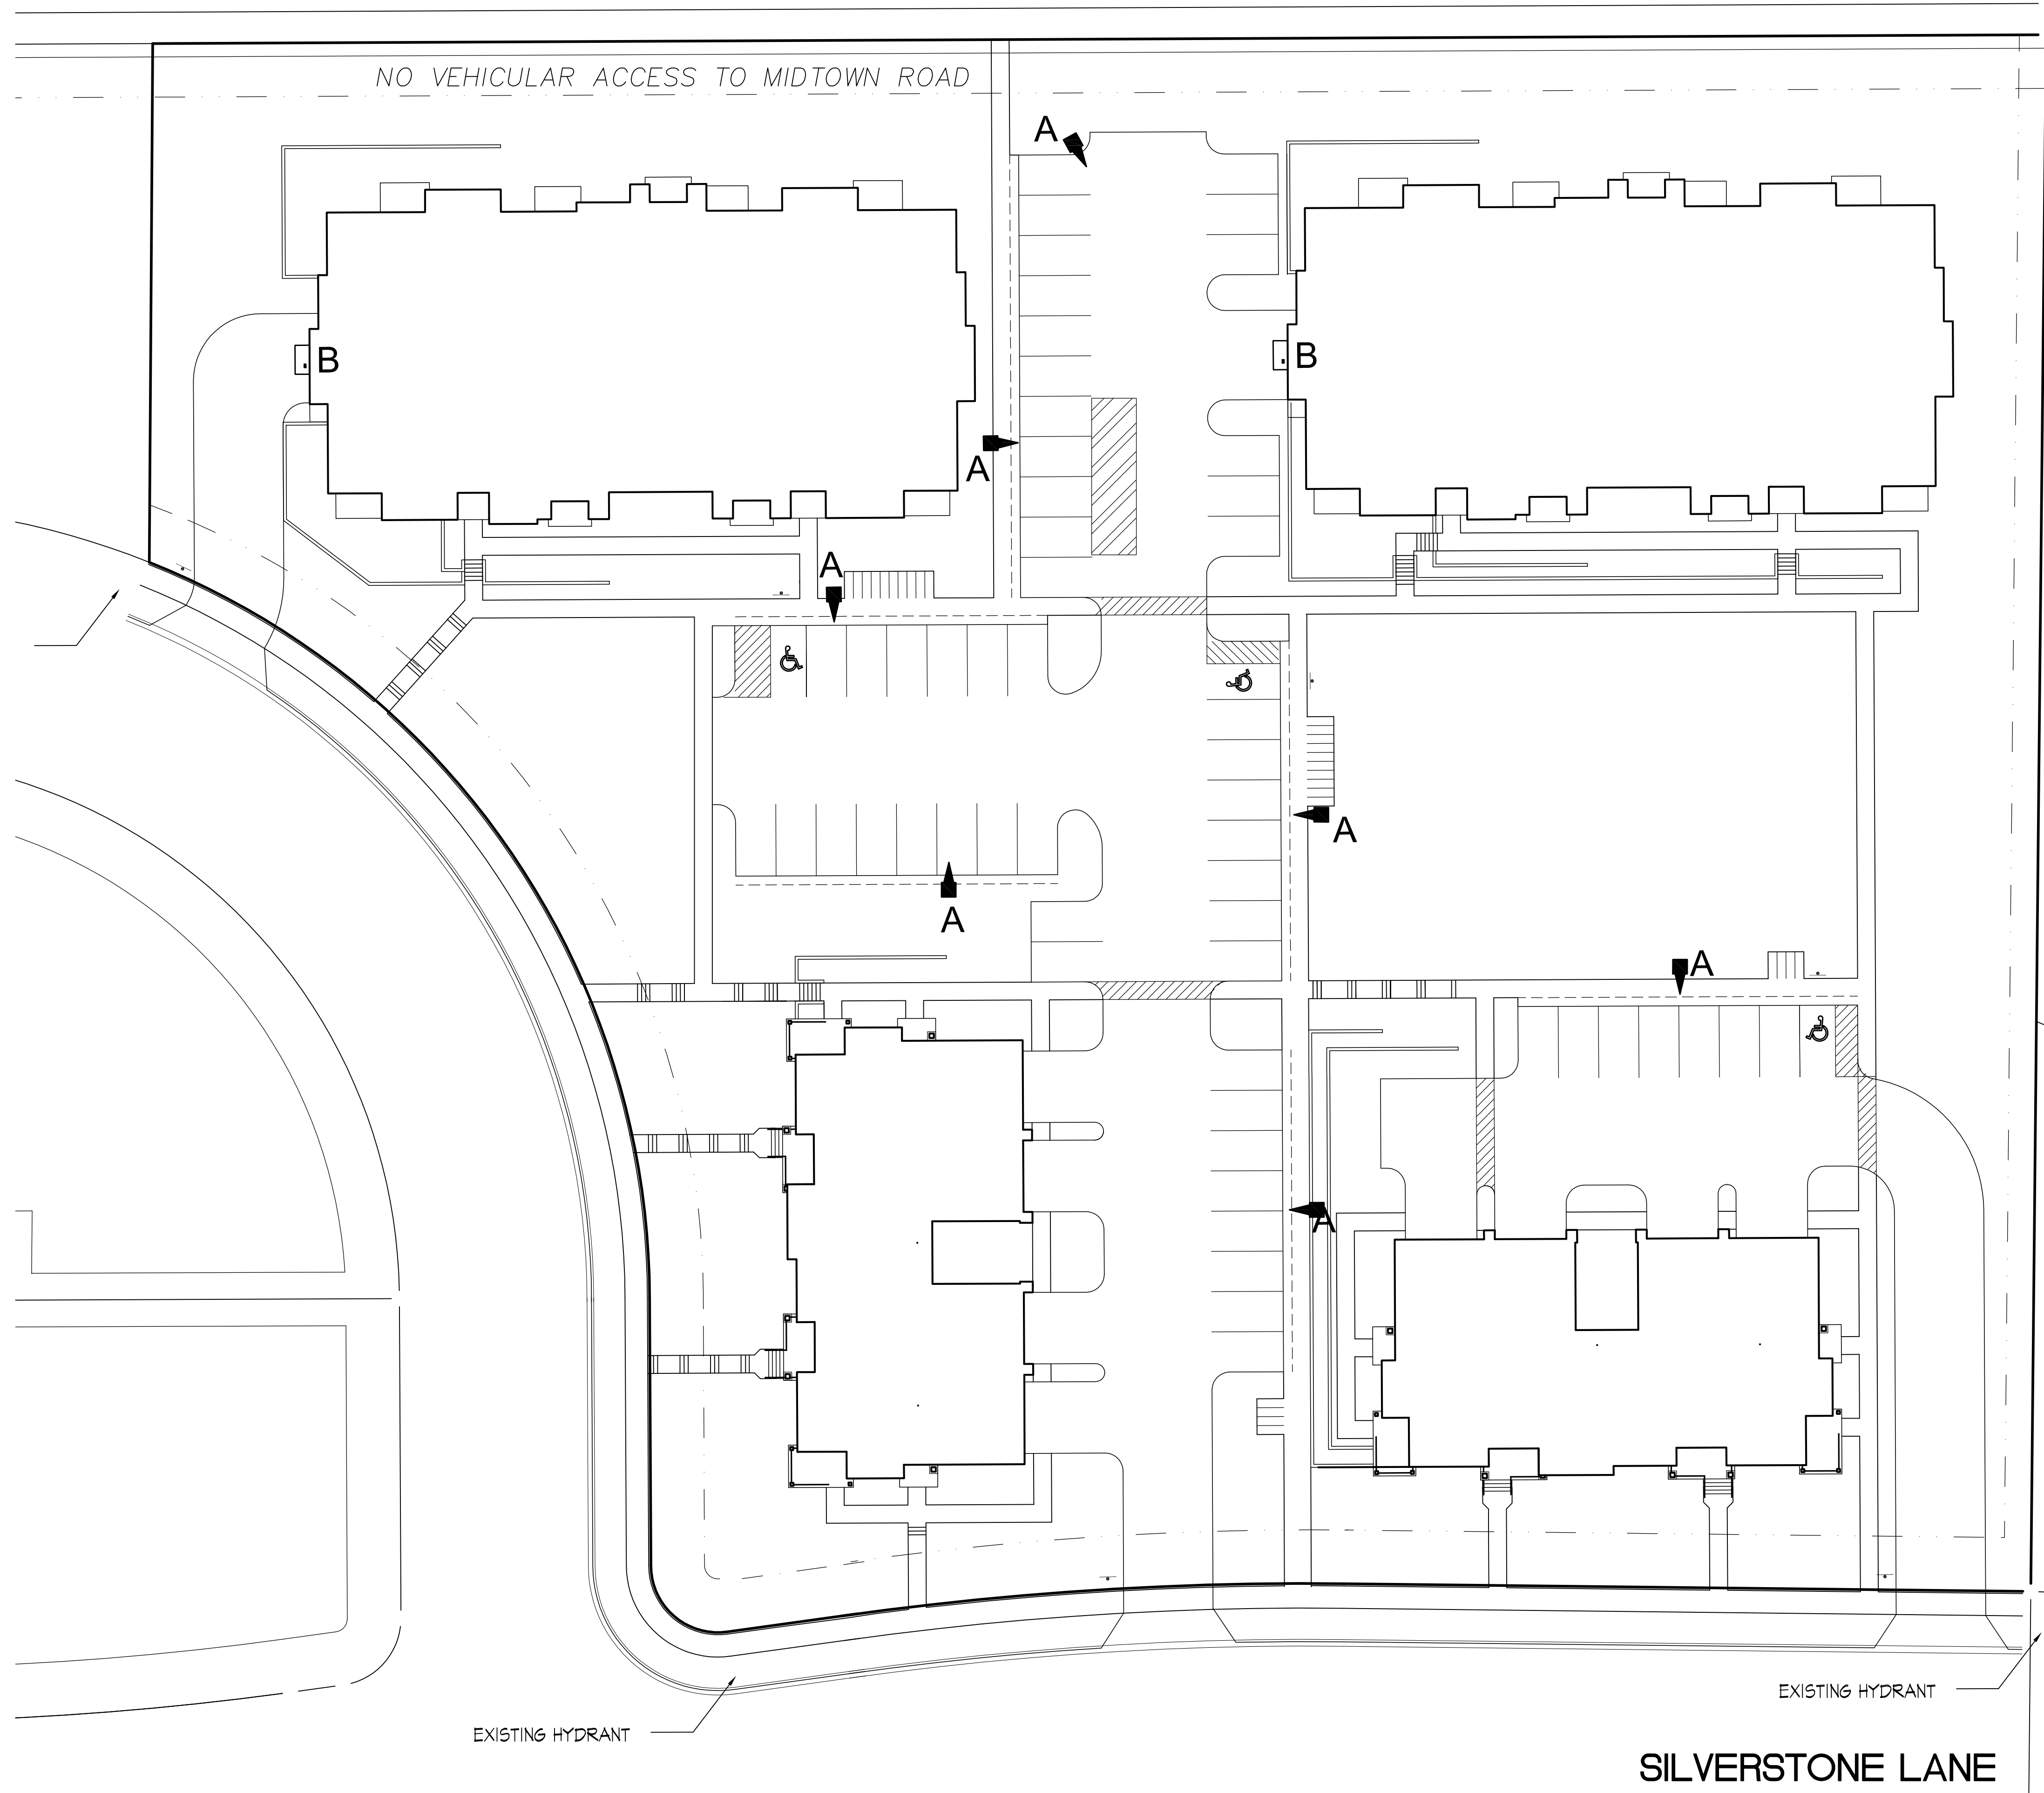 NO VEHICULAR ACCESS TO MIDTOWN ROAD
A
B
B
A
A
A
A
A
A
EXISTING HYDRANT
EXISTING HYDRANT
SILVERSTONE LANE